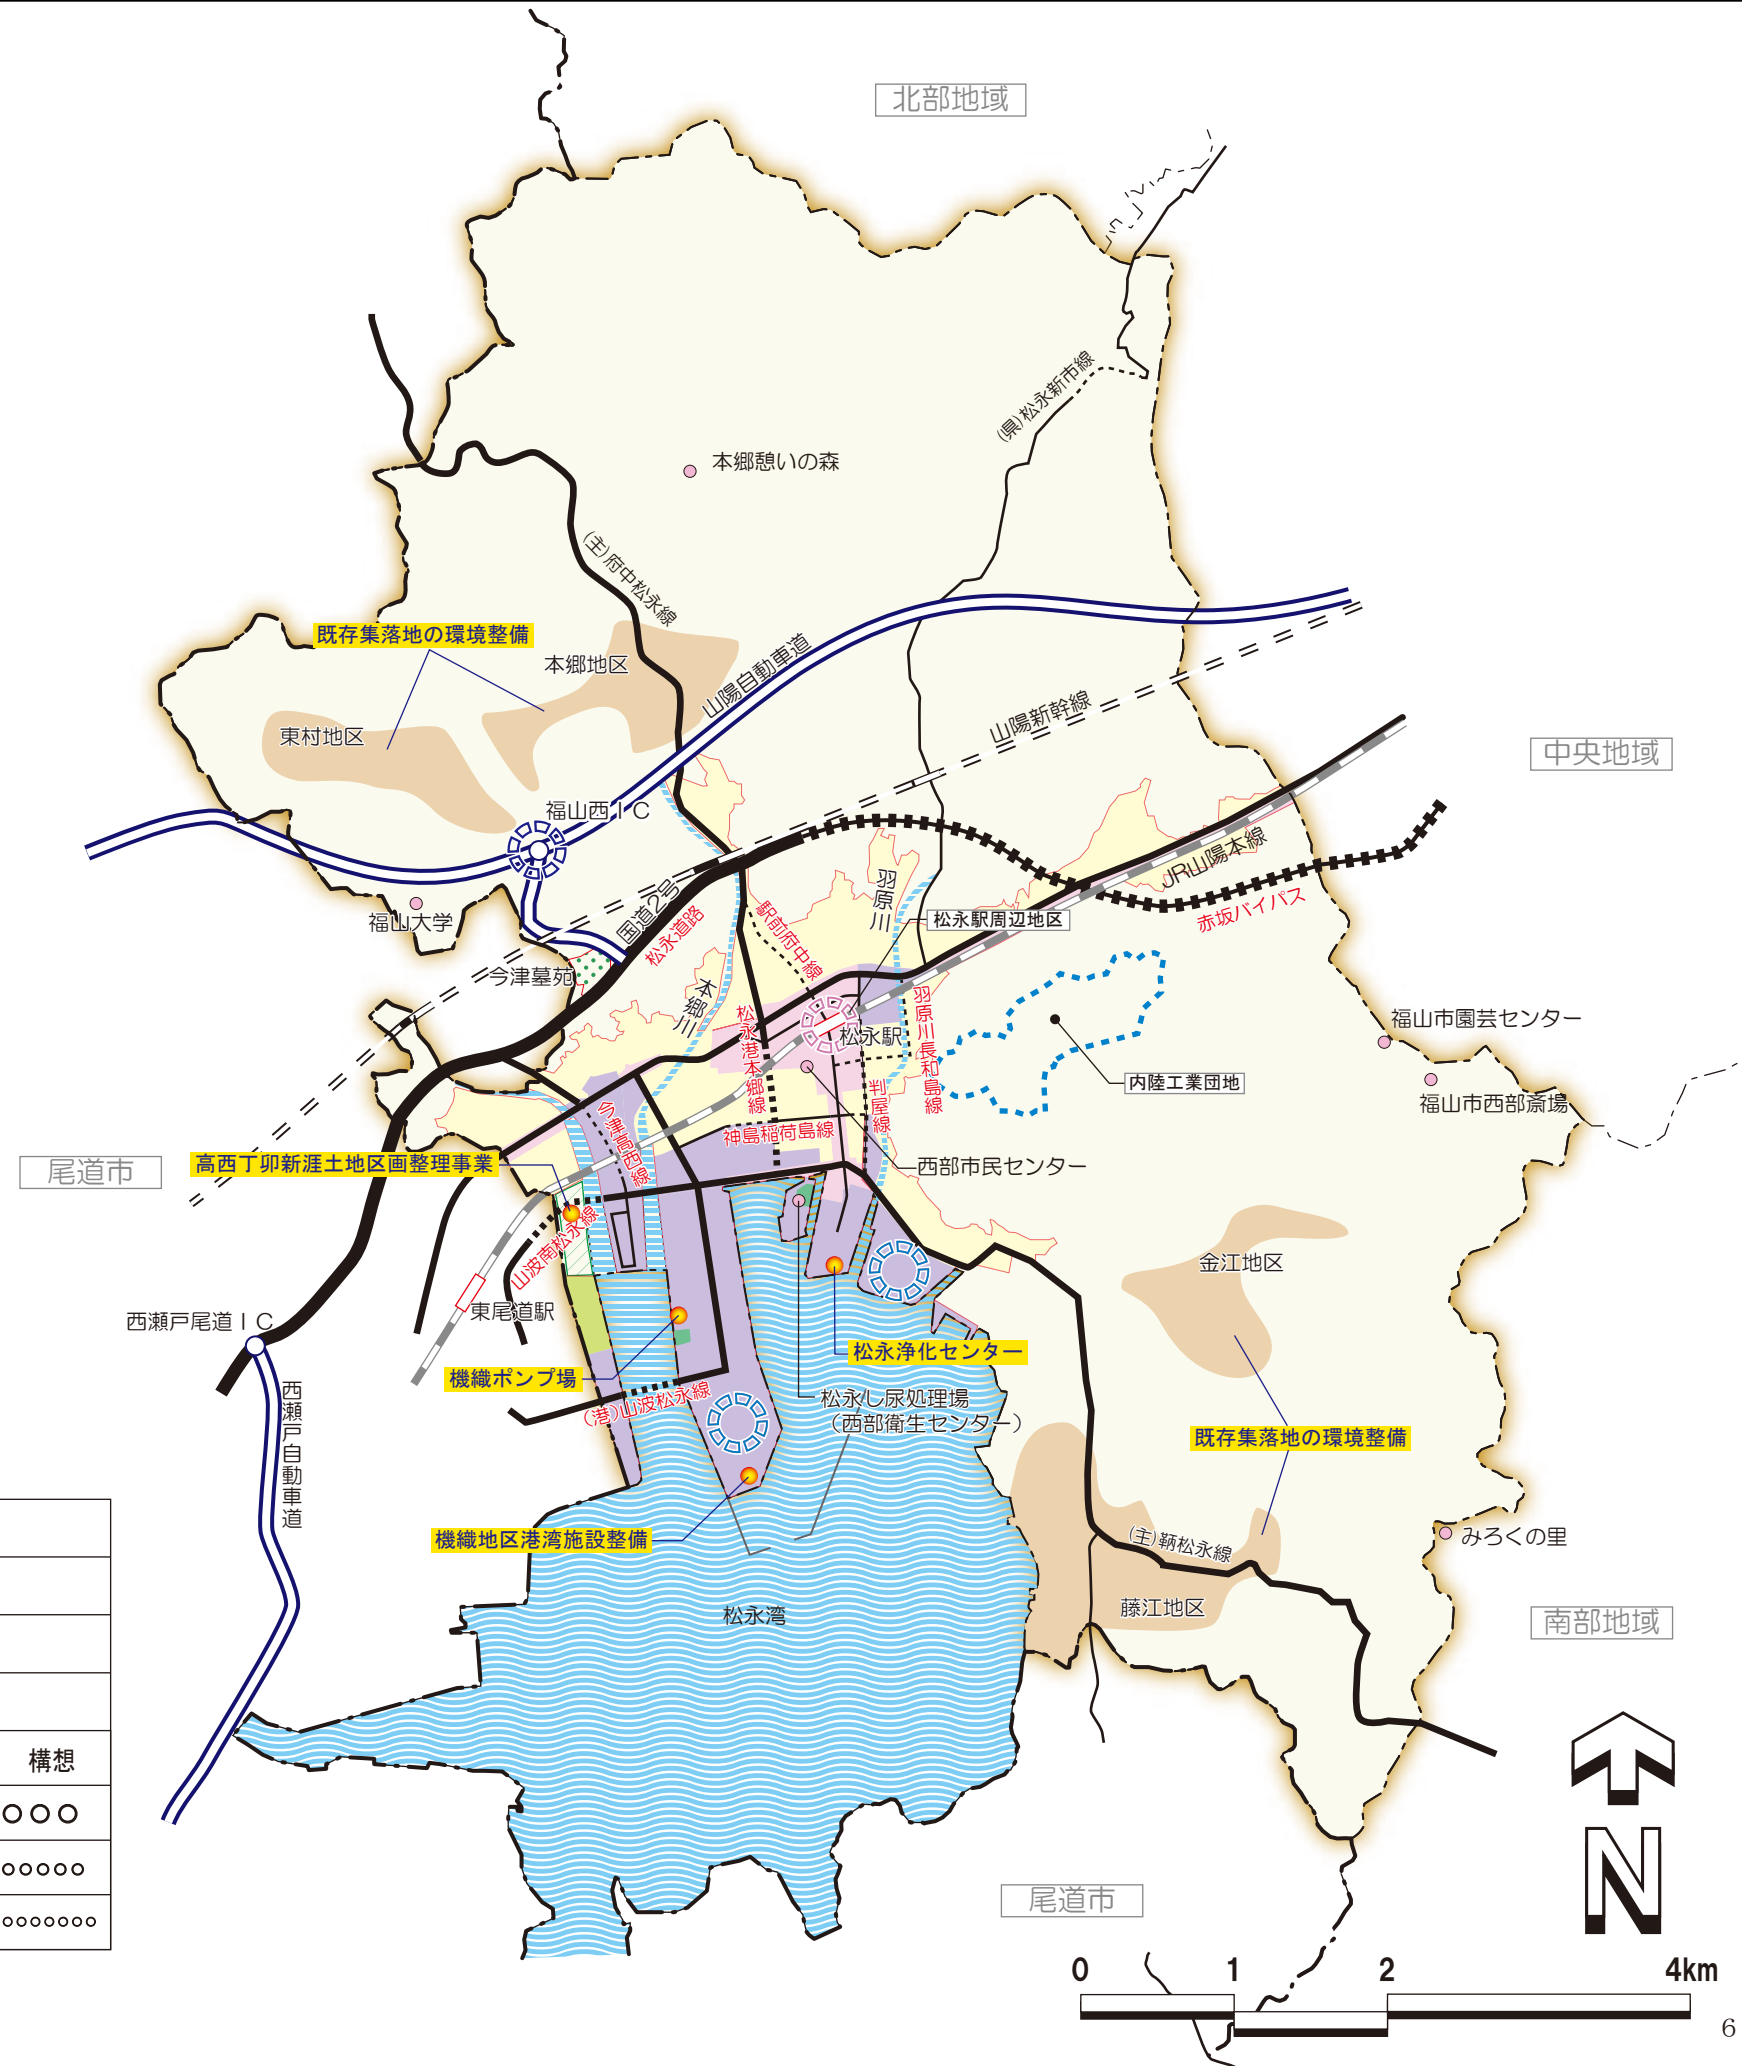 北部地域
(県)松永新市線
本郷憩いの森
(主)府中松永線
既存集落地の環境整備
本郷地区
山陽自動車道
東村地区
山陽新幹線
中央地域
福山西IC
JR山陽本線
赤坂バイパス
羽原川
国道2号
松永道路
駅前府中線
松永駅周辺地区
福山大学
今津墓苑
本郷川
松永港本郷線
松永駅
羽原川長和島線
福山市園芸センター
内陸工業団地
福山市西部斎場
判屋線
今津高西線
神島稲荷島線
尾道市
高西丁卯新涯土地区画整理事業
西部市民センター
山波南松永線
金江地区
東尾道駅
西瀬戸尾道IC
松永浄化センター
機織ポンプ場
西瀬戸自動車道
(港)山波松永線
松永し尿処理場
(西部衛生センター)
既存集落地の環境整備
機織地区港湾施設整備
(主)鞆松永線
みろくの里
藤江地区
松永湾
南部地域
構想
尾道市
N
0 1 2 4km
6